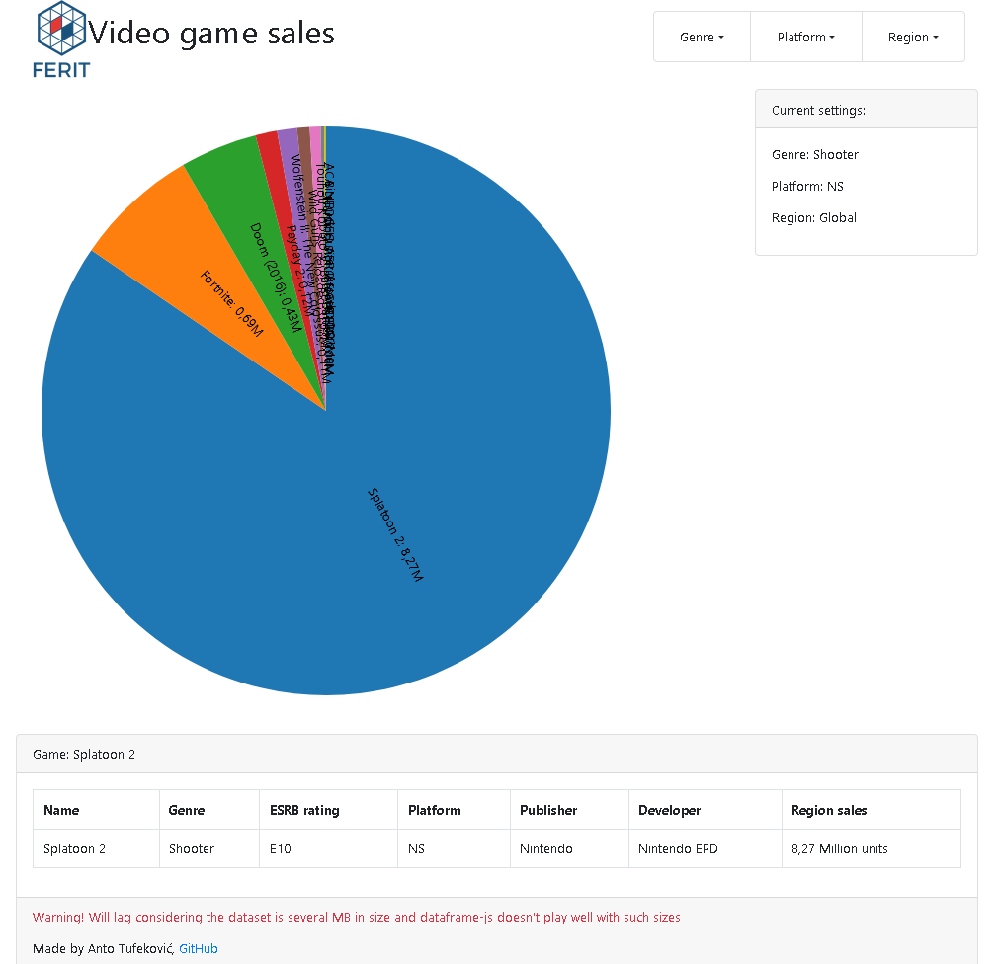 FERIT
Video game sales
Genre
Platform
Region
Current settings:
Genre: Shooter
Platform: NS
Region: Global
Splatoon 2: 8,27M
Fortnite: 0,69M
Doom (2016): 0,43M
Payday 2: 0,12M
Wolfenstein II: The New Colossus:
Game: Splatoon 2
Name Genre ESRB rating Platform Publisher Developer Region sales
Splatoon 2 Shooter E10 NS Nintendo Nintendo EPD 8,27 Million units
Warning! Will lag considering the dataset is several MB in size and dataframe-js doesn't play well with such sizes
Made by Anto Tufeković, GitHub